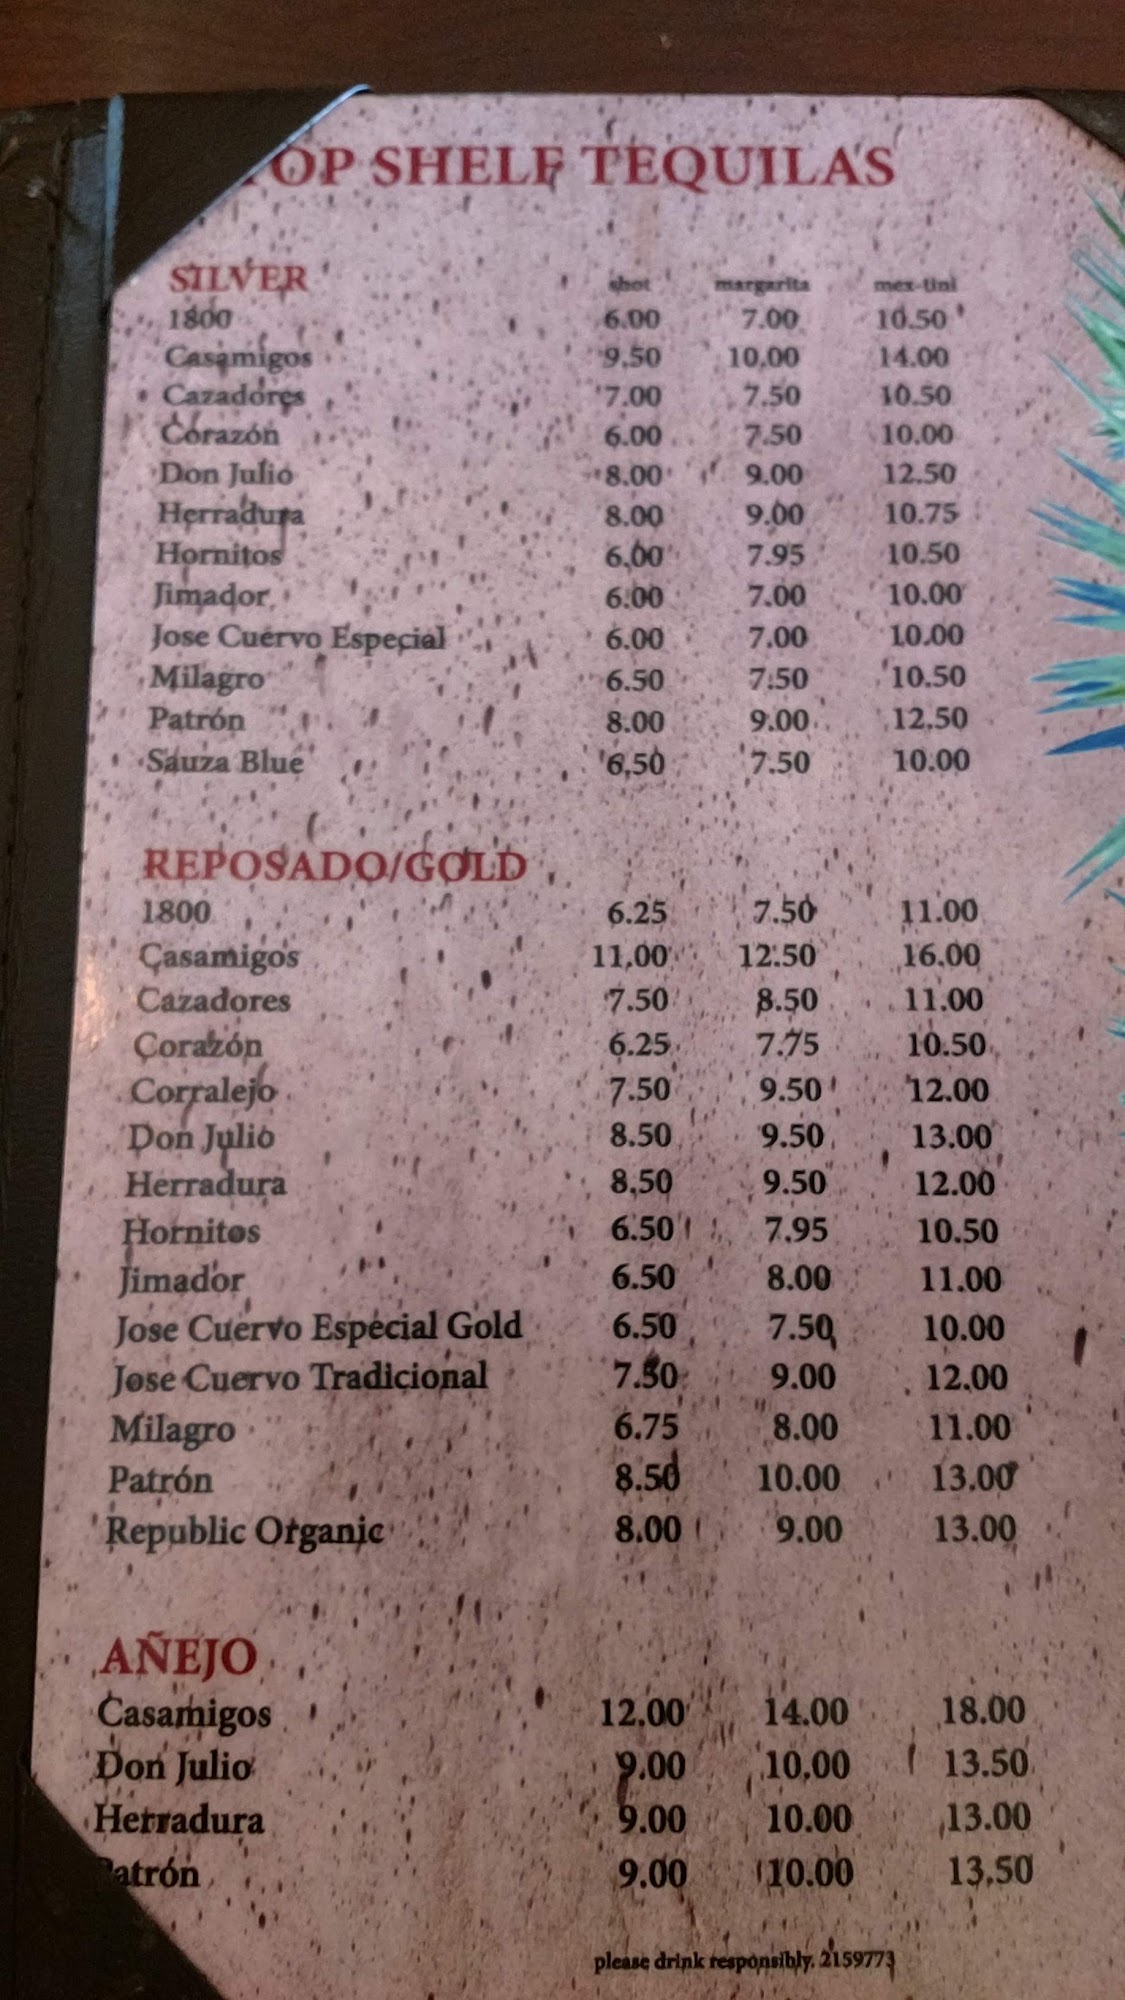 TOP SHELF TEQUILAS
SILVER shot margarita mex-tini
1800 6.00 7.00 10.50
Casamigos 9.50 10.00 14.00
Cazadores 7.00 7.50 10.50
Corazón 6.00 7.50 10.00
Don Julio 8.00 9.00 12.50
Herradura 8.00 9.00 10.75
Hornitos 6.00 7.95 10.50
Jimador 6.00 7.00 10.00
Jose Cuervo Especial 6.00 7.00 10.00
Milagro 6.50 7.50 10.50
Patrón 8.00 9.00 12.50
Sauza Blue 6.50 7.50 10.00
REPOSADO/GOLD
1800 6.25 7.50 11.00
Casamigos 11.00 12.50 16.00
Cazadores 7.50 8.50 11.00
Corazón 6.25 7.75 10.50
Corralejo 7.50 9.50 12.00
Don Julio 8.50 9.50 13.00
Herradura 8.50 9.50 12.00
Hornitos 6.50 7.95 10.50
Jimador 6.50 8.00 11.00
Jose Cuervo Especial Gold 6.50 7.50 10.00
Jose Cuervo Tradicional 7.50 9.00 12.00
Milagro 6.75 8.00 11.00
Patrón 8.50 10.00 13.00
Republic Organic 8.00 9.00 13.00
AÑEJO
Casamigos 12.00 14.00 18.00
Don Julio 9.00 10.00 13.50
Herradura 9.00 10.00 13.00
Patrón 9.00 10.00 13.50
please drink responsibly. 2159773